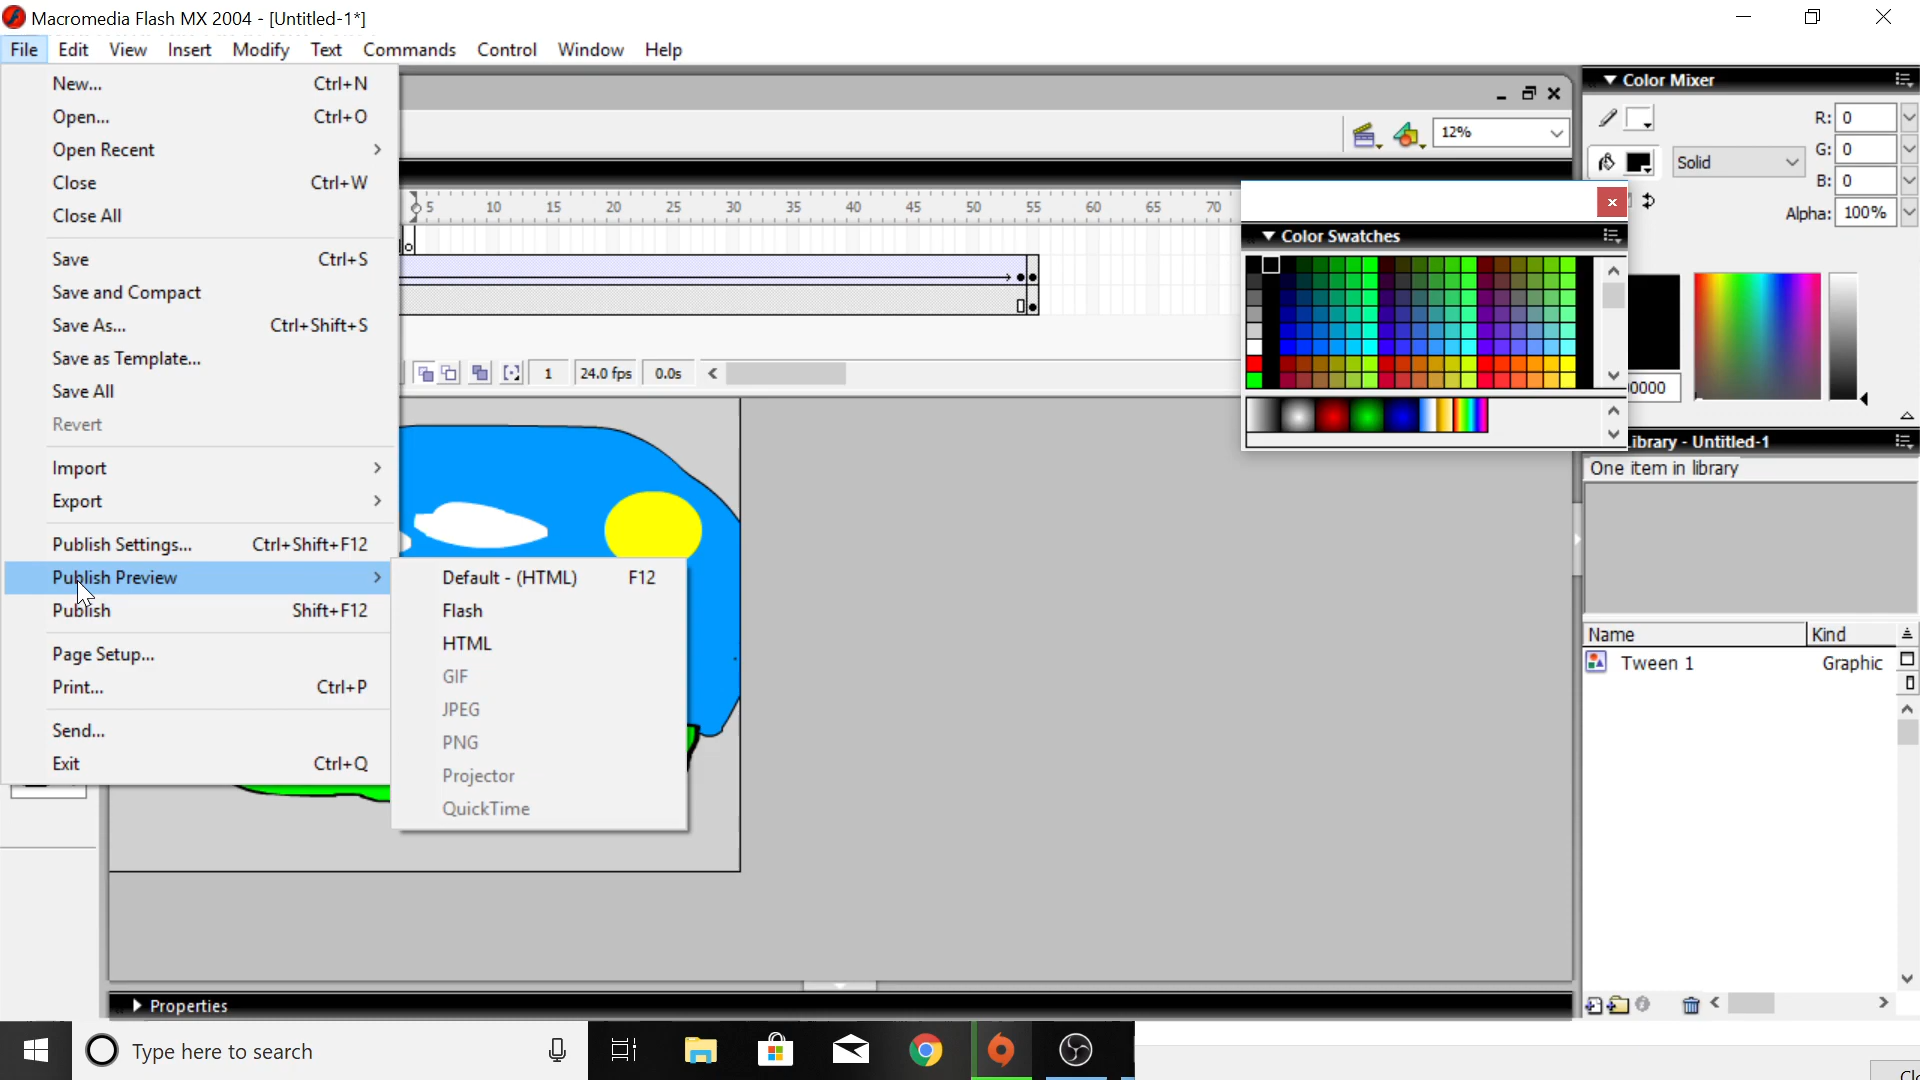 Macromedia Flash MX 2004 - [Untitled-1*]
File Edit View Insert Modify Text Commands Control Window Help
New... Ctrl+N
Open... Ctrl+O
Open Recent
Close Ctrl+W
Close All
Save Ctrl+S
Save and Compact
Save As... Ctrl+Shift+S
Save as Template...
Save All
Revert
Import
Export
Publish Settings... Ctrl+Shift+F12
Publish Preview
Publish Shift+F12
Page Setup...
Print... Ctrl+P
Send...
Exit Ctrl+Q
Default - (HTML) F12
Flash
HTML
GIF
JPEG
PNG
Projector
QuickTime
12%
5 10 15 20 25 30 35 40 45 50 55 60 65 70
1 24.0 fps 0.0s
Color Swatches
Color Mixer
R: 0
Solid G: 0
B: 0
Alpha: 100%
0000
ibrary - Untitled-1
One item in library
Name Kind
Tween 1 Graphic
Properties
Type here to search